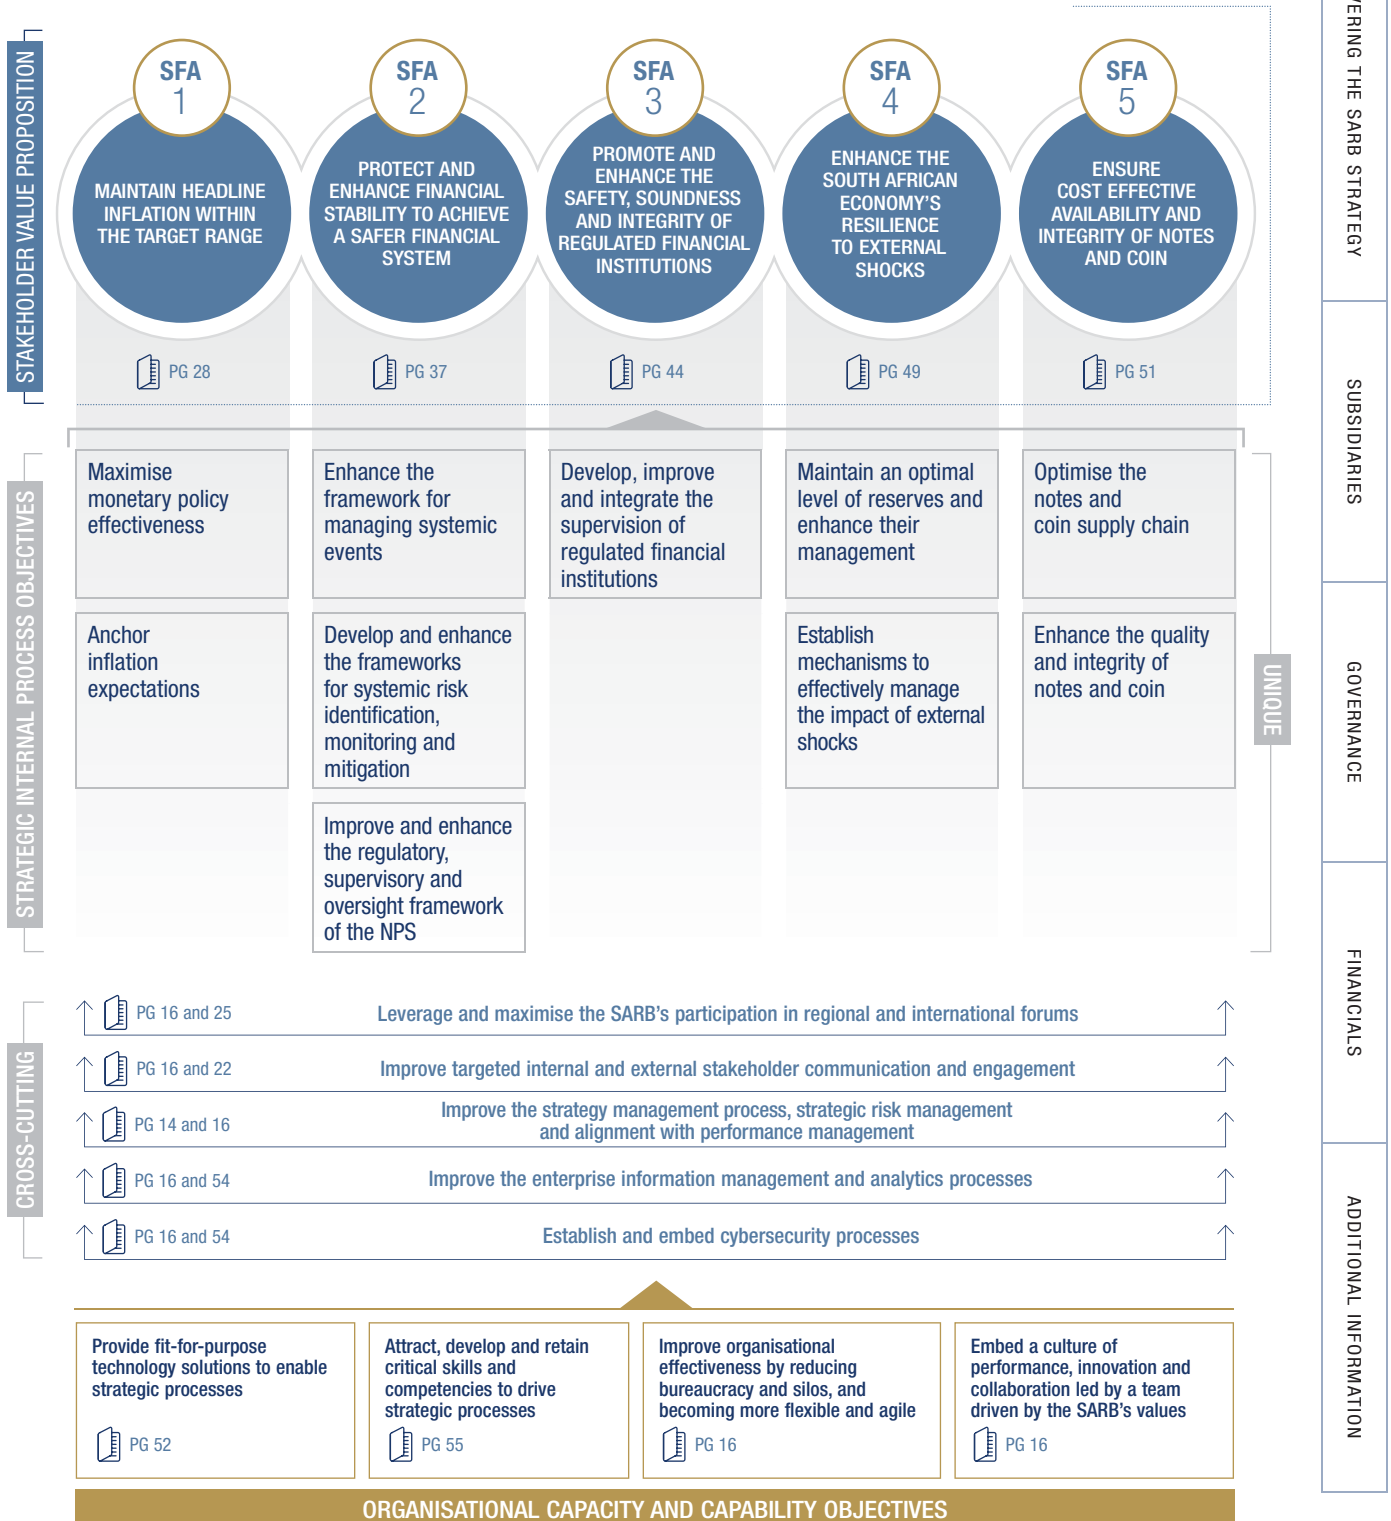 STAKEHOLDER VALUE PROPOSITION
SFA
1
MAINTAIN HEADLINE
INFLATION WITHIN
THE TARGET RANGE
PG 28
SFA
2
PROTECT AND
ENHANCE FINANCIAL
STABILITY TO ACHIEVE
A SAFER FINANCIAL
SYSTEM
PG 37
SFA
3
PROMOTE AND
ENHANCE THE
SAFETY, SOUNDNESS
AND INTEGRITY OF
REGULATED FINANCIAL
INSTITUTIONS
PG 44
SFA
4
ENHANCE THE
SOUTH AFRICAN
ECONOMY'S
RESILIENCE
TO EXTERNAL
SHOCKS
PG 49
SFA
5
ENSURE
COST EFFECTIVE
AVAILABILITY AND
INTEGRITY OF NOTES
AND COIN
PG 51
STRATEGIC INTERNAL PROCESS OBJECTIVES
Maximise
monetary policy
effectiveness
Anchor
inflation
expectations
Enhance the
framework for
managing systemic
events
Develop and enhance
the frameworks
for systemic risk
identification,
monitoring and
mitigation
Improve and enhance
the regulatory,
supervisory and
oversight framework
of the NPS
Develop, improve
and integrate the
supervision of
regulated financial
institutions
Maintain an optimal
level of reserves and
enhance their
management
Establish
mechanisms to
effectively manage
the impact of external
shocks
Optimise the
notes and
coin supply chain
Enhance the quality
and integrity of
notes and coin
UNIQUE
CROSS-CUTTING
PG 16 and 25
Leverage and maximise the SARB's participation in regional and international forums
PG 16 and 22
Improve targeted internal and external stakeholder communication and engagement
PG 14 and 16
Improve the strategy management process, strategic risk management
and alignment with performance management
PG 16 and 54
Improve the enterprise information management and analytics processes
PG 16 and 54
Establish and embed cybersecurity processes
Provide fit-for-purpose
technology solutions to enable
strategic processes
PG 52
Attract, develop and retain
critical skills and
competencies to drive
strategic processes
PG 55
Improve organisational
effectiveness by reducing
bureaucracy and silos, and
becoming more flexible and agile
PG 16
Embed a culture of
performance, innovation and
collaboration led by a team
driven by the SARB's values
PG 16
ORGANISATIONAL CAPACITY AND CAPABILITY OBJECTIVES
VERING THE SARB STRATEGY
SUBSIDIARIES
GOVERNANCE
FINANCIALS
ADDITIONAL INFORMATION